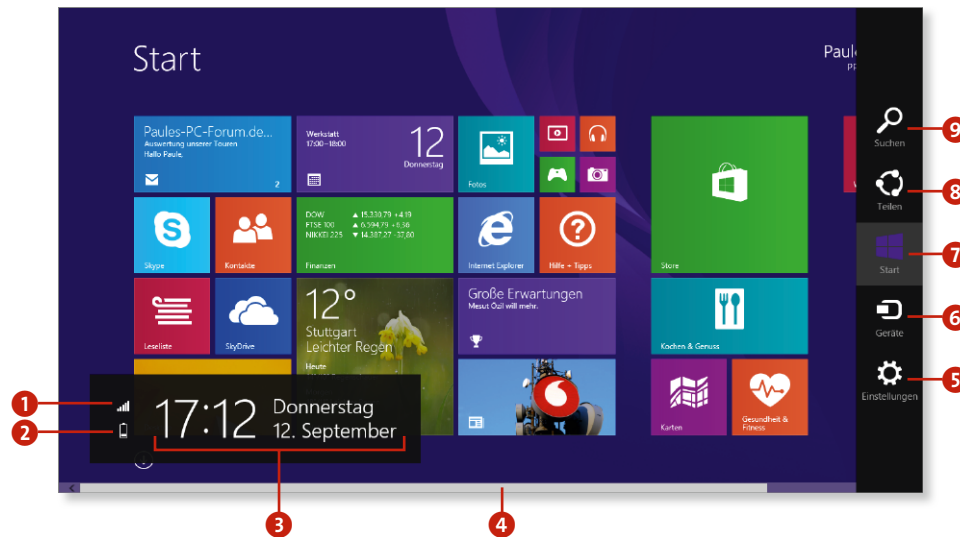 Start
Paule
Paules-PC-Forum.de...
Auswertung unserer Touren
Hallo Paule,
2
Werkstatt
17:00–18:00
12
Donnerstag
Fotos
Skype
Kontakte
DOW ▲ 15.330,79 +4,19
FTSE 100 ▲ 6.594,79 +6,36
NIKKEI 225 ▼ 14.387,27 -37,80
Finanzen
Internet Explorer
Hilfe + Tipps
Store
Leseliste
SkyDrive
12°
Stuttgart
Leichter Regen
Heute
Große Erwartungen
Mesut Özil will mehr.
Kochen & Genuss
Karten
Gesundheit &
Fitness
17:12
Donnerstag
12. September
Suchen
Teilen
Start
Geräte
Einstellungen
1
2
3
4
5
6
7
8
9